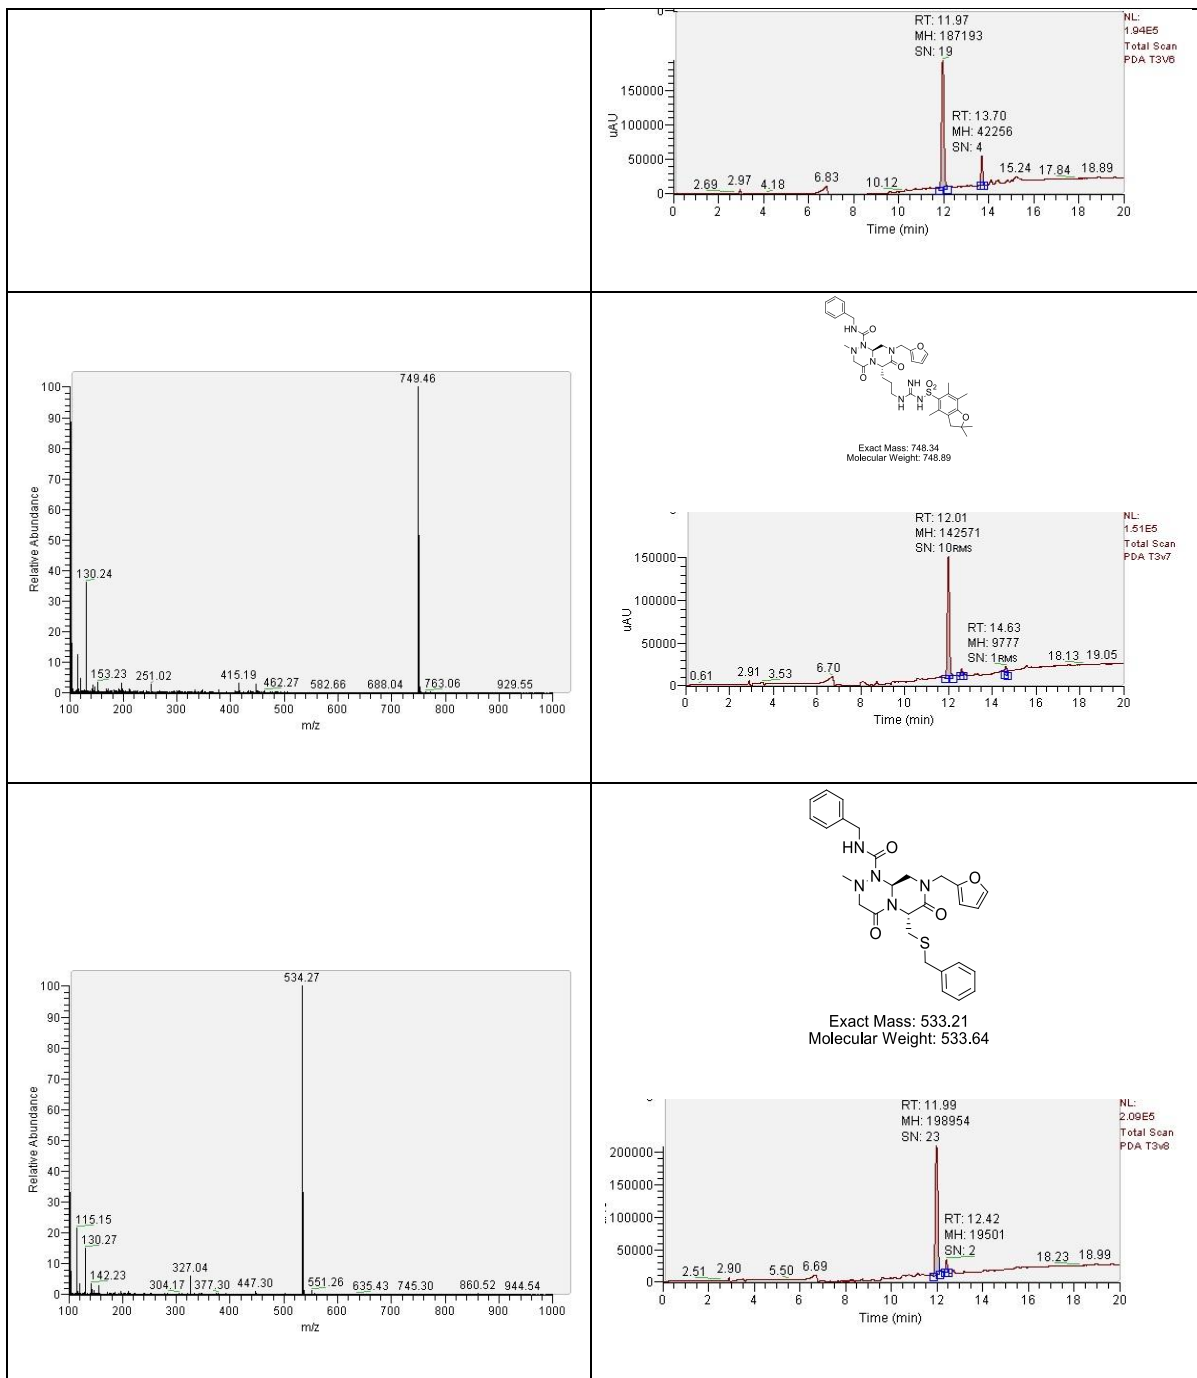 RT: 11.97
MH: 187193
SN: 19
NL:
1.94E5
Total Scan
PDA T3V6
RT: 13.70
MH: 42256
SN: 4
150000
100000
50000
0
uAU
2.69
2.97
4.18
6.83
10.12
15.24
17.84
18.89
0 2 4 6 8 10 12 14 16 18 20
Time (min)
749.46
100
90
80
70
60
50
40
30
20
10
0
Relative Abundance
130.24
153.23
251.02
415.19
462.27
582.66
688.04
763.06
929.55
100 200 300 400 500 600 700 800 900 1000
m/z
HN
O
N
N
N
N
O
O
O
NH
N
H
N
H
S
O2
O
Exact Mass: 748.34
Molecular Weight: 748.89
RT: 12.01
MH: 142571
SN: 10RMS
NL:
1.51E5
Total Scan
PDA T3v7
RT: 14.63
MH: 9777
SN: 1RMS
150000
100000
50000
0
uAU
0.61
2.91
3.53
6.70
18.13
19.05
0 2 4 6 8 10 12 14 16 18 20
Time (min)
534.27
100
90
80
70
60
50
40
30
20
10
0
Relative Abundance
115.15
130.27
142.23
304.17
327.04
377.30
447.30
551.26
635.43
745.30
860.52
944.54
100 200 300 400 500 600 700 800 900 1000
m/z
HN
O
N
N
N
N
O
O
O
S
Exact Mass: 533.21
Molecular Weight: 533.64
RT: 11.99
MH: 198954
SN: 23
NL:
2.09E5
Total Scan
PDA T3v8
RT: 12.42
MH: 19501
SN: 2
200000
150000
100000
50000
0
2.51
2.90
5.50
6.69
18.23
18.99
0 2 4 6 8 10 12 14 16 18 20
Time (min)